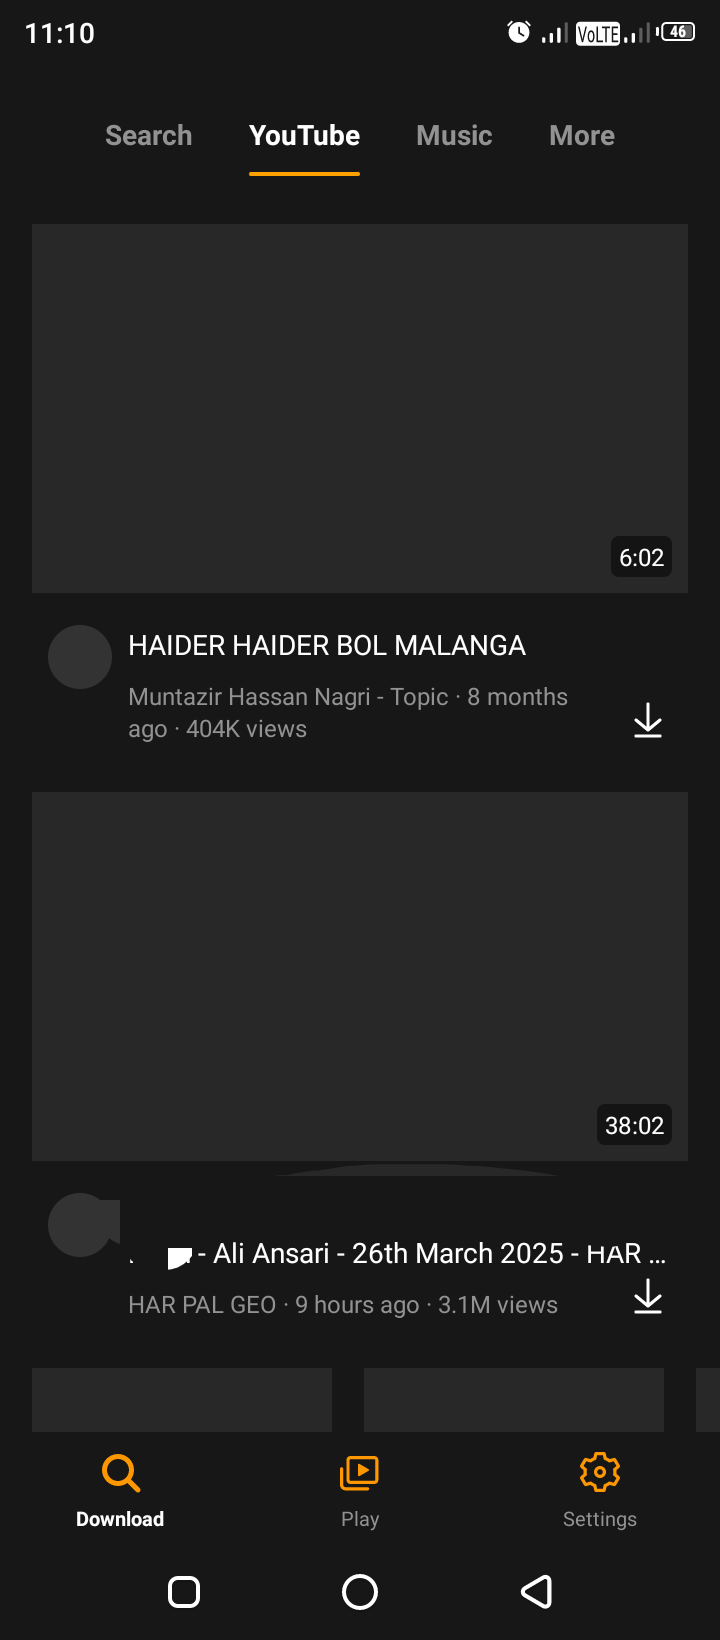 11:10
VoLTE
46
Search YouTube Music More
6:02
HAIDER HAIDER BOL MALANGA
Muntazir Hassan Nagri - Topic · 8 months
ago · 404K views
38:02
- Ali Ansari - 26th March 2025 - HAR ...
HAR PAL GEO · 9 hours ago · 3.1M views
Download Play Settings